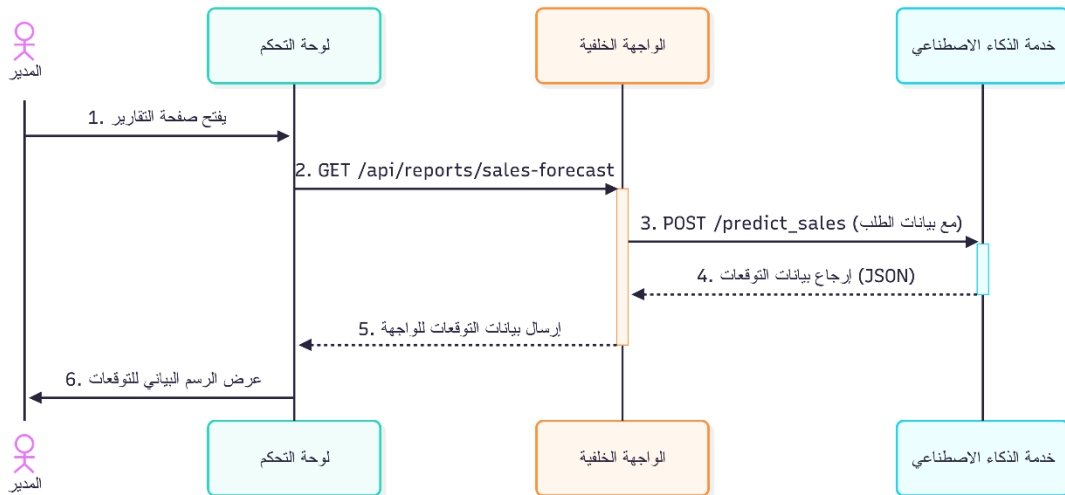 المدير
لوحة التحكم
الواجهة الخلفية
خدمة الذكاء الاصطناعي
1. يفتح صفحة التقارير
2. GET /api/reports/sales-forecast
3. POST /predict_sales (مع بيانات الطلب)
4. إرجاع بيانات التوقعات (JSON)
5. إرسال بيانات التوقعات للواجهة
6. عرض الرسم البياني للتوقعات
المدير
لوحة التحكم
الواجهة الخلفية
خدمة الذكاء الاصطناعي